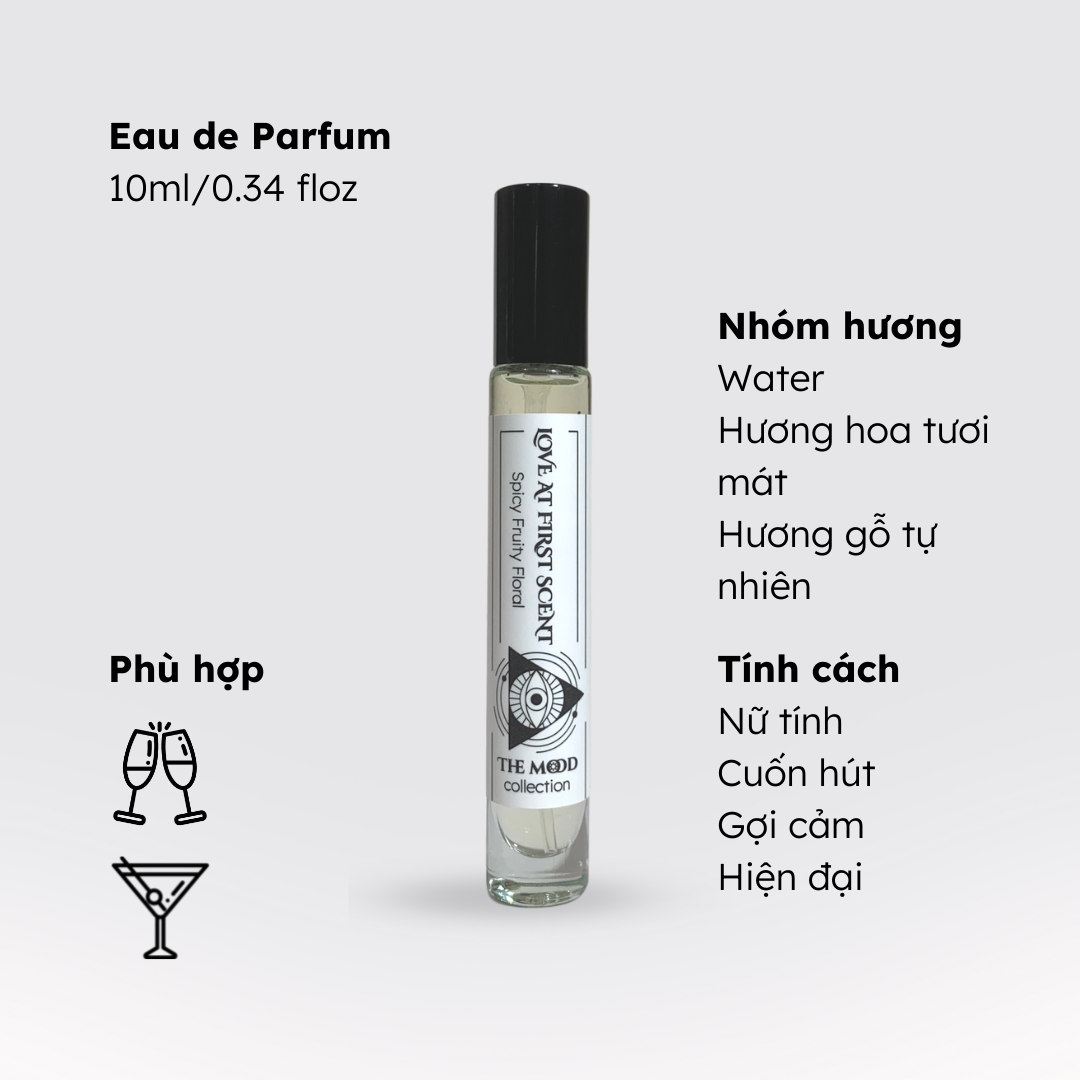 Eau de Parfum
10ml/0.34 floz
LOVE AT FIRST SCENT
Spicy Fruity Floral
THE MOOD
collection
Nhóm hương
Water
Hương hoa tươi
mát
Hương gỗ tự
nhiên
Phù hợp
Tính cách
Nữ tính
Cuốn hút
Gợi cảm
Hiện đại